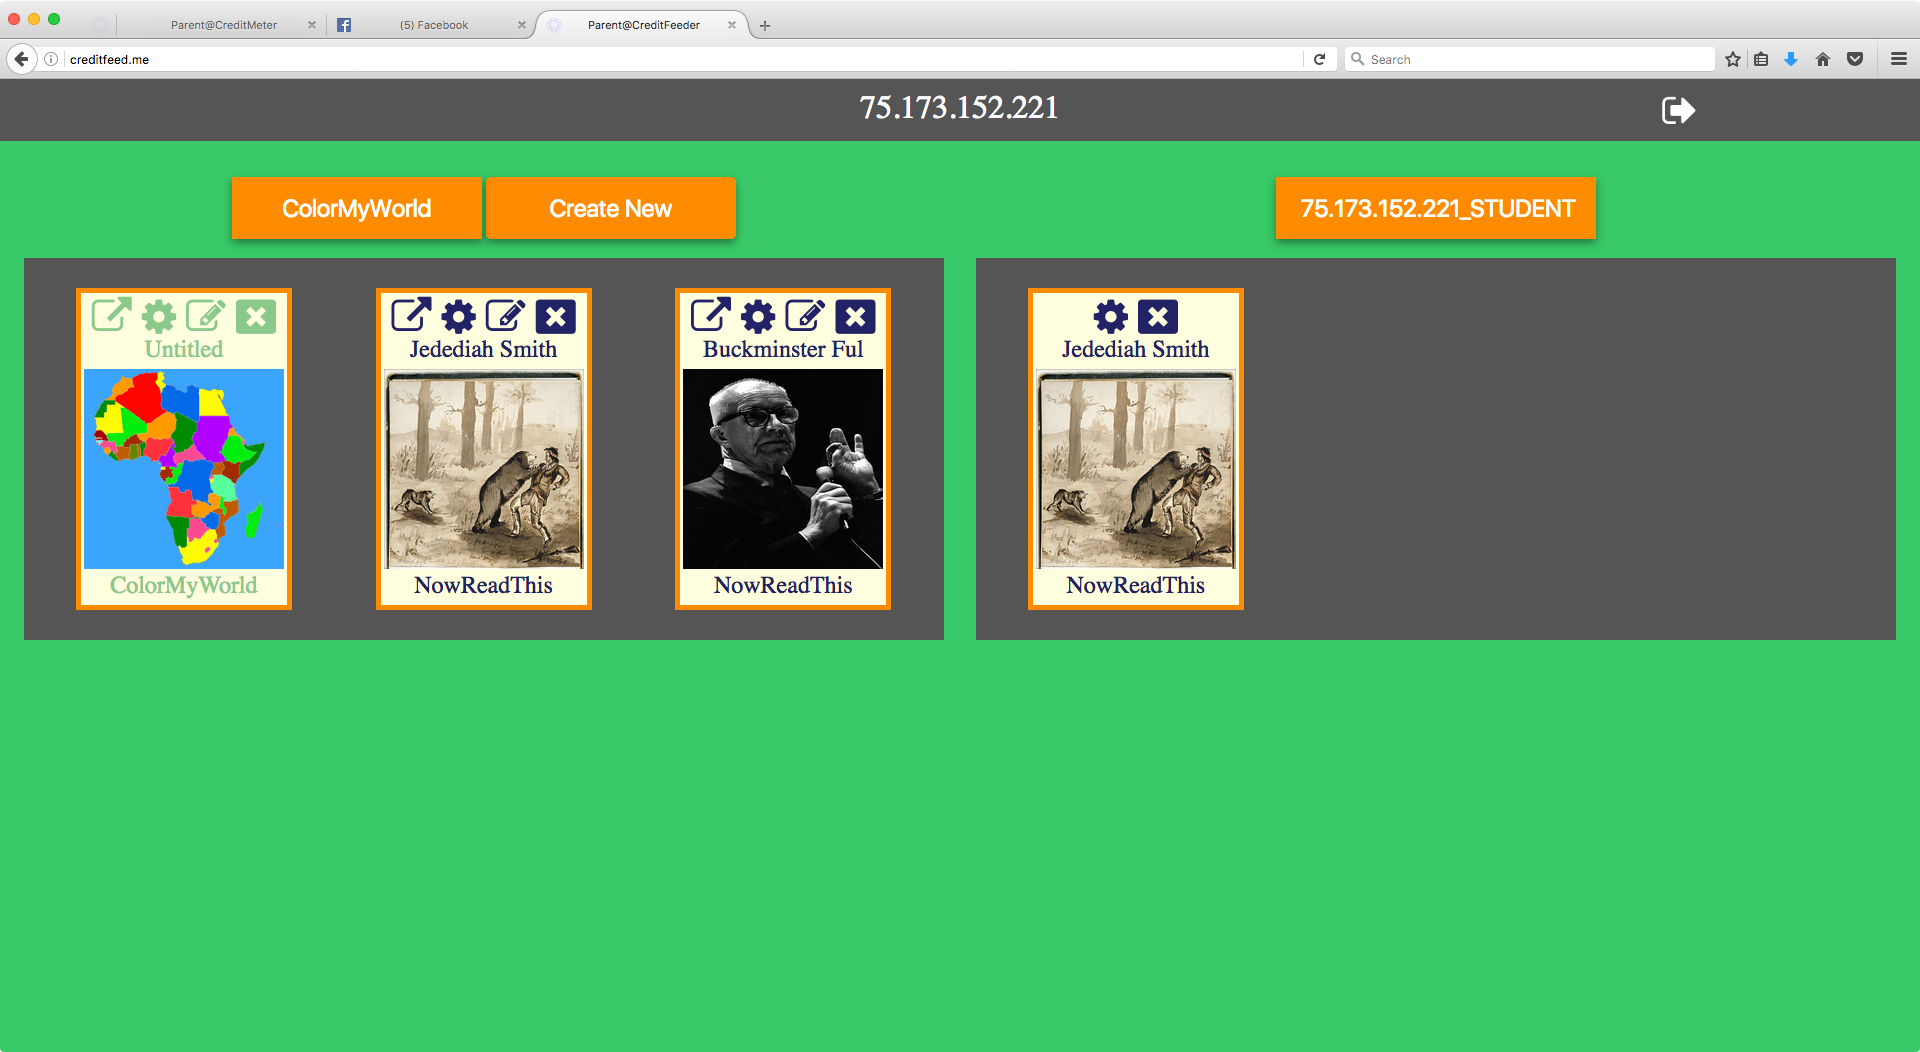 Parent@CreditMeter
(5) Facebook
Parent@CreditFeeder
creditfeed.me
Search
75.173.152.221
ColorMyWorld
Create New
75.173.152.221_STUDENT
Untitled
ColorMyWorld
Jedediah Smith
NowReadThis
Buckminster Ful
NowReadThis
Jedediah Smith
NowReadThis